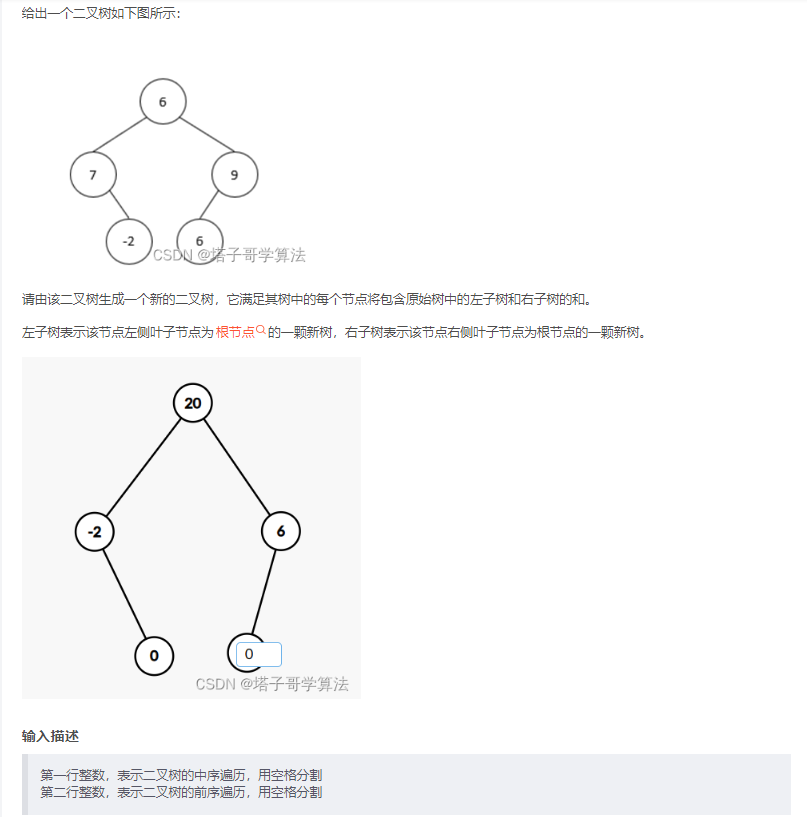 给出一个二叉树如下图所示：
6
7
9
-2
6
CSDN @塔子哥学算法
请由该二叉树生成一个新的二叉树，它满足其树中的每个节点将包含原始树中的左子树和右子树的和。
左子树表示该节点左侧叶子节点为根节点的一颗新树，右子树表示该节点右侧叶子节点为根节点的一颗新树。
20
-2
6
0
0
CSDN @塔子哥学算法
输入描述
第一行整数，表示二叉树的中序遍历，用空格分割
第二行整数，表示二叉树的前序遍历，用空格分割